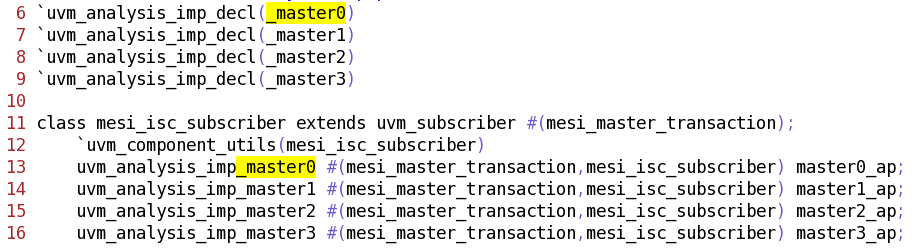 6 `uvm_analysis_imp_decl(_master0)
7 `uvm_analysis_imp_decl(_master1)
8 `uvm_analysis_imp_decl(_master2)
9 `uvm_analysis_imp_decl(_master3)
10
11 class mesi_isc_subscriber extends uvm_subscriber #(mesi_master_transaction);
12     `uvm_component_utils(mesi_isc_subscriber)
13     uvm_analysis_imp_master0 #(mesi_master_transaction,mesi_isc_subscriber) master0_ap;
14     uvm_analysis_imp_master1 #(mesi_master_transaction,mesi_isc_subscriber) master1_ap;
15     uvm_analysis_imp_master2 #(mesi_master_transaction,mesi_isc_subscriber) master2_ap;
16     uvm_analysis_imp_master3 #(mesi_master_transaction,mesi_isc_subscriber) master3_ap;